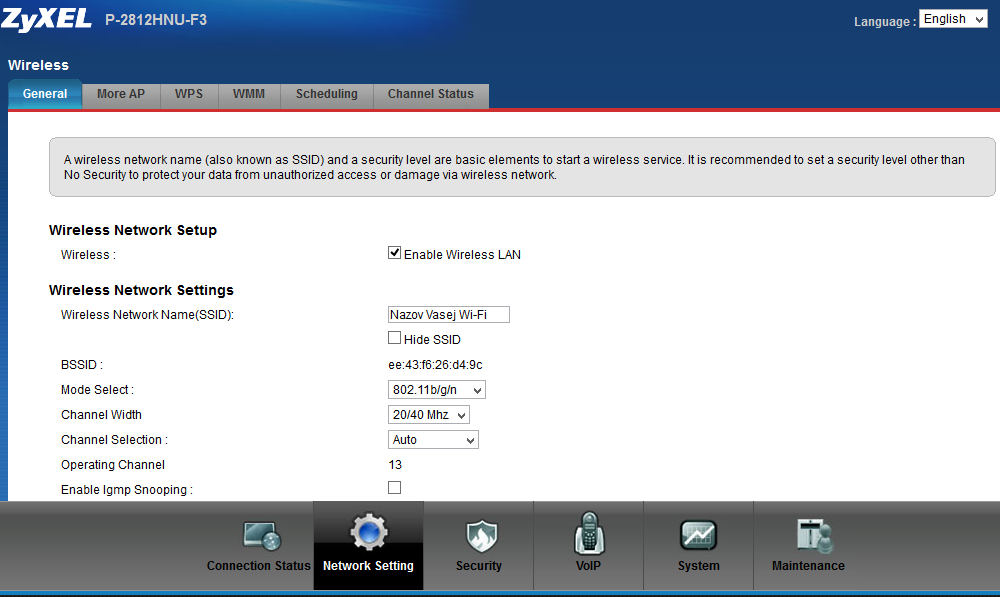 ZyXEL P-2812HNU-F3
Language : English
Wireless
General More AP WPS WMM Scheduling Channel Status
A wireless network name (also known as SSID) and a security level are basic elements to start a wireless service. It is recommended to set a security level other than
No Security to protect your data from unauthorized access or damage via wireless network.
Wireless Network Setup
Wireless : Enable Wireless LAN
Wireless Network Settings
Wireless Network Name(SSID): Nazov Vasej Wi-Fi
Hide SSID
BSSID : ee:43:f6:26:d4:9c
Mode Select : 802.11b/g/n
Channel Width 20/40 Mhz
Channel Selection : Auto
Operating Channel 13
Enable Igmp Snooping :
Connection Status Network Setting Security VoIP System Maintenance